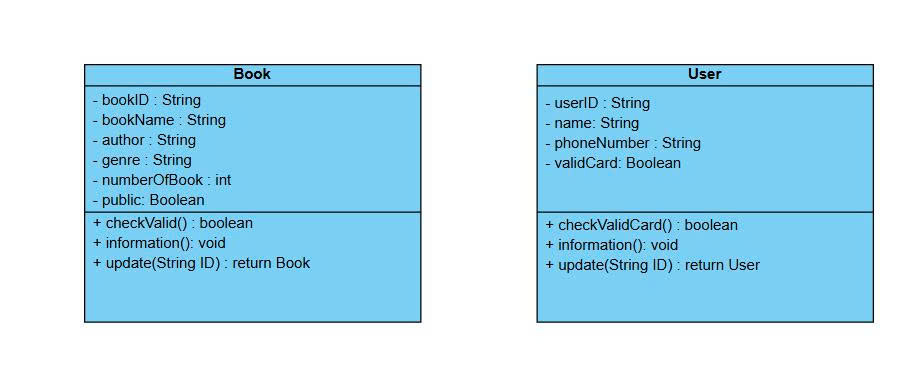 Book
- bookID : String
- bookName : String
- author : String
- genre : String
- numberOfBook : int
- public: Boolean
+ checkValid() : boolean
+ information(): void
+ update(String ID) : return Book
User
- userID : String
- name: String
- phoneNumber : String
- validCard: Boolean
+ checkValidCard() : boolean
+ information(): void
+ update(String ID) : return User